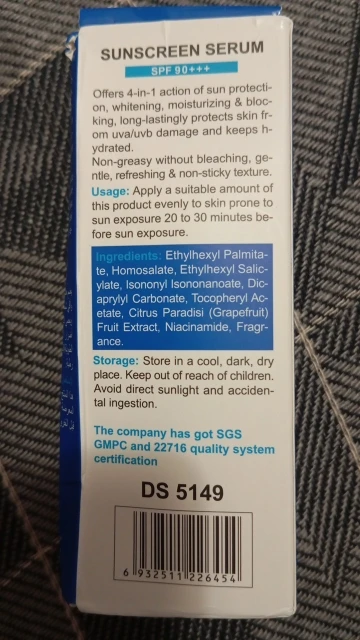 SUNSCREEN SERUM
SPF 90+++
Offers 4-in-1 action of sun protecti-
on, whitening, moisturizing & bloc-
king, long-lastingly protects skin fr-
om uva/uvb damage and keeps h-
ydrated.
Non-greasy without bleaching, ge-
ntle, refreshing & non-sticky texture.
Usage: Apply a suitable amount of
this product evenly to skin prone to
sun exposure 20 to 30 minutes be-
fore sun exposure.
Ingredients: Ethylhexyl Palmita-
te, Homosalate, Ethylhexyl Salic-
ylate, Isononyl Isononanoate, Dic-
aprylyl Carbonate, Tocopheryl Ac-
etate, Citrus Paradisi (Grapefruit)
Fruit Extract, Niacinamide, Fragr-
ance.
Storage: Store in a cool, dark, dry
place. Keep out of reach of children.
Avoid direct sunlight and acciden-
tal ingestion.
The company has got SGS
GMPC and 22716 quality system
certification
DS 5149
6 932511 226454